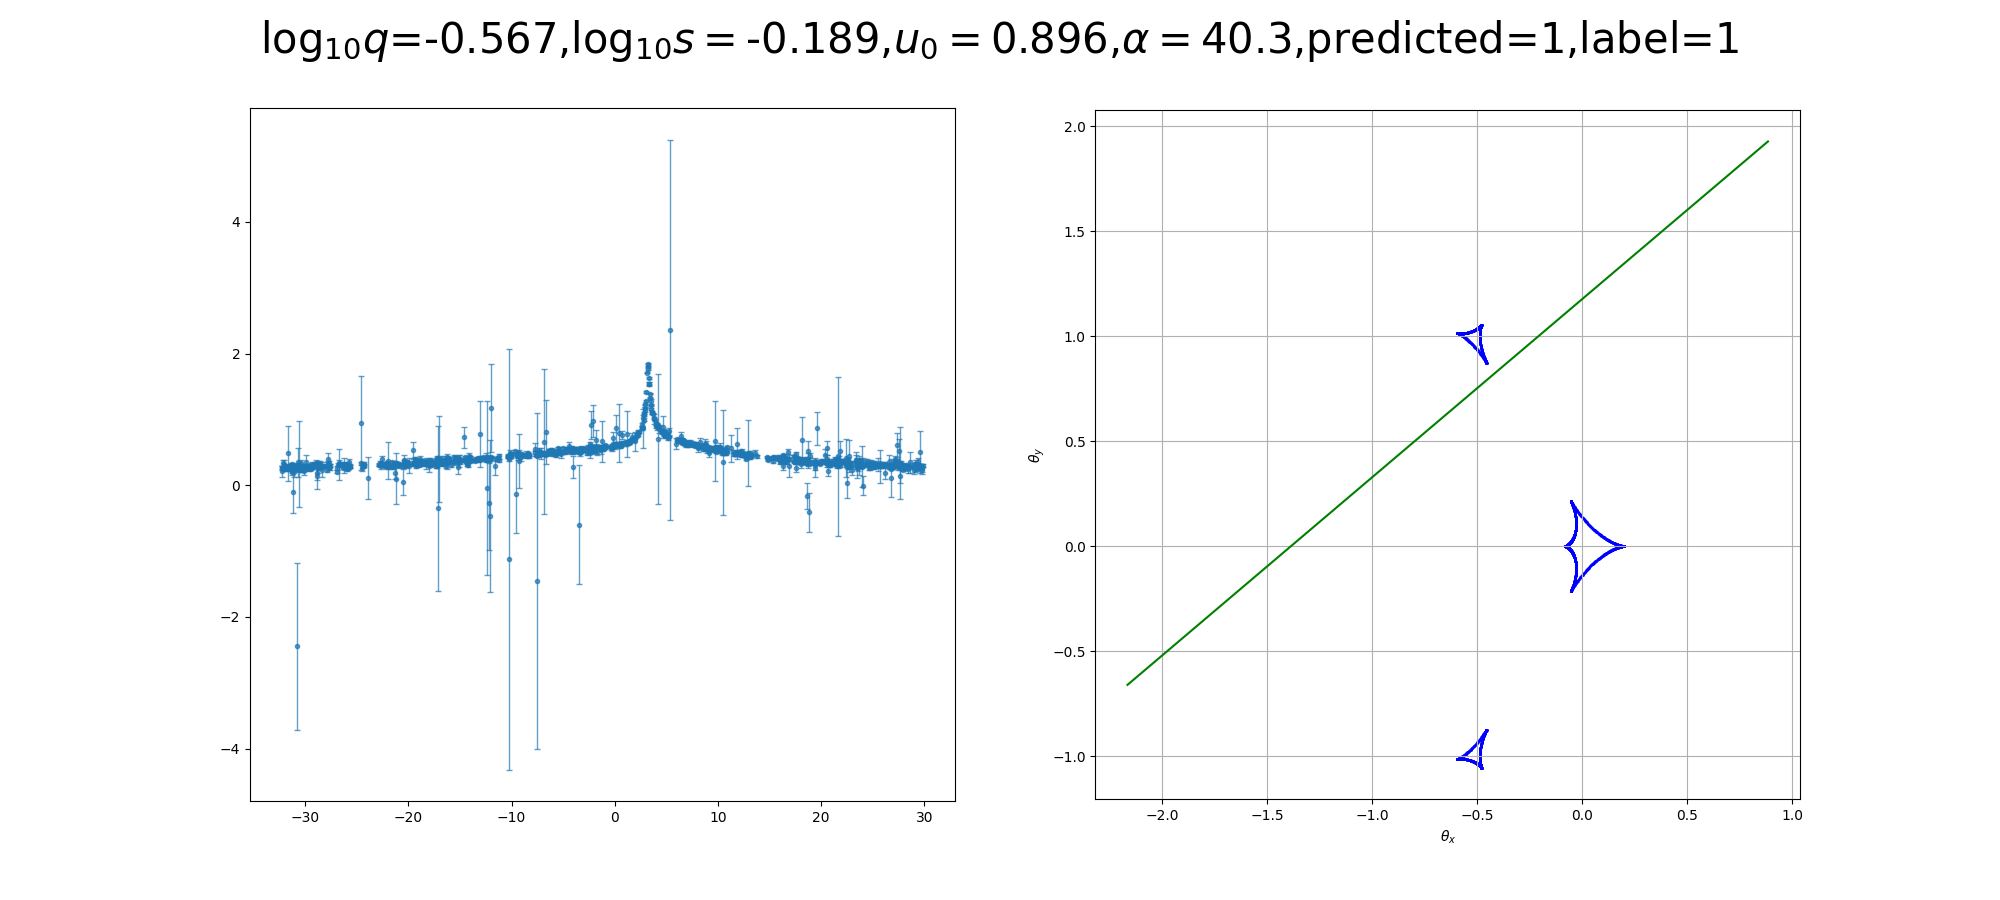 log₁₀q=-0.567,log₁₀s = -0.189,u₀ = 0.896,α = 40.3,predicted=1,label=1
4
2
0
−2
−4
−30 −20 −10 0 10 20 30
2.0
1.5
1.0
0.5
0.0
−0.5
−1.0
θy
−2.0 −1.5 −1.0 −0.5 0.0 0.5 1.0
θx